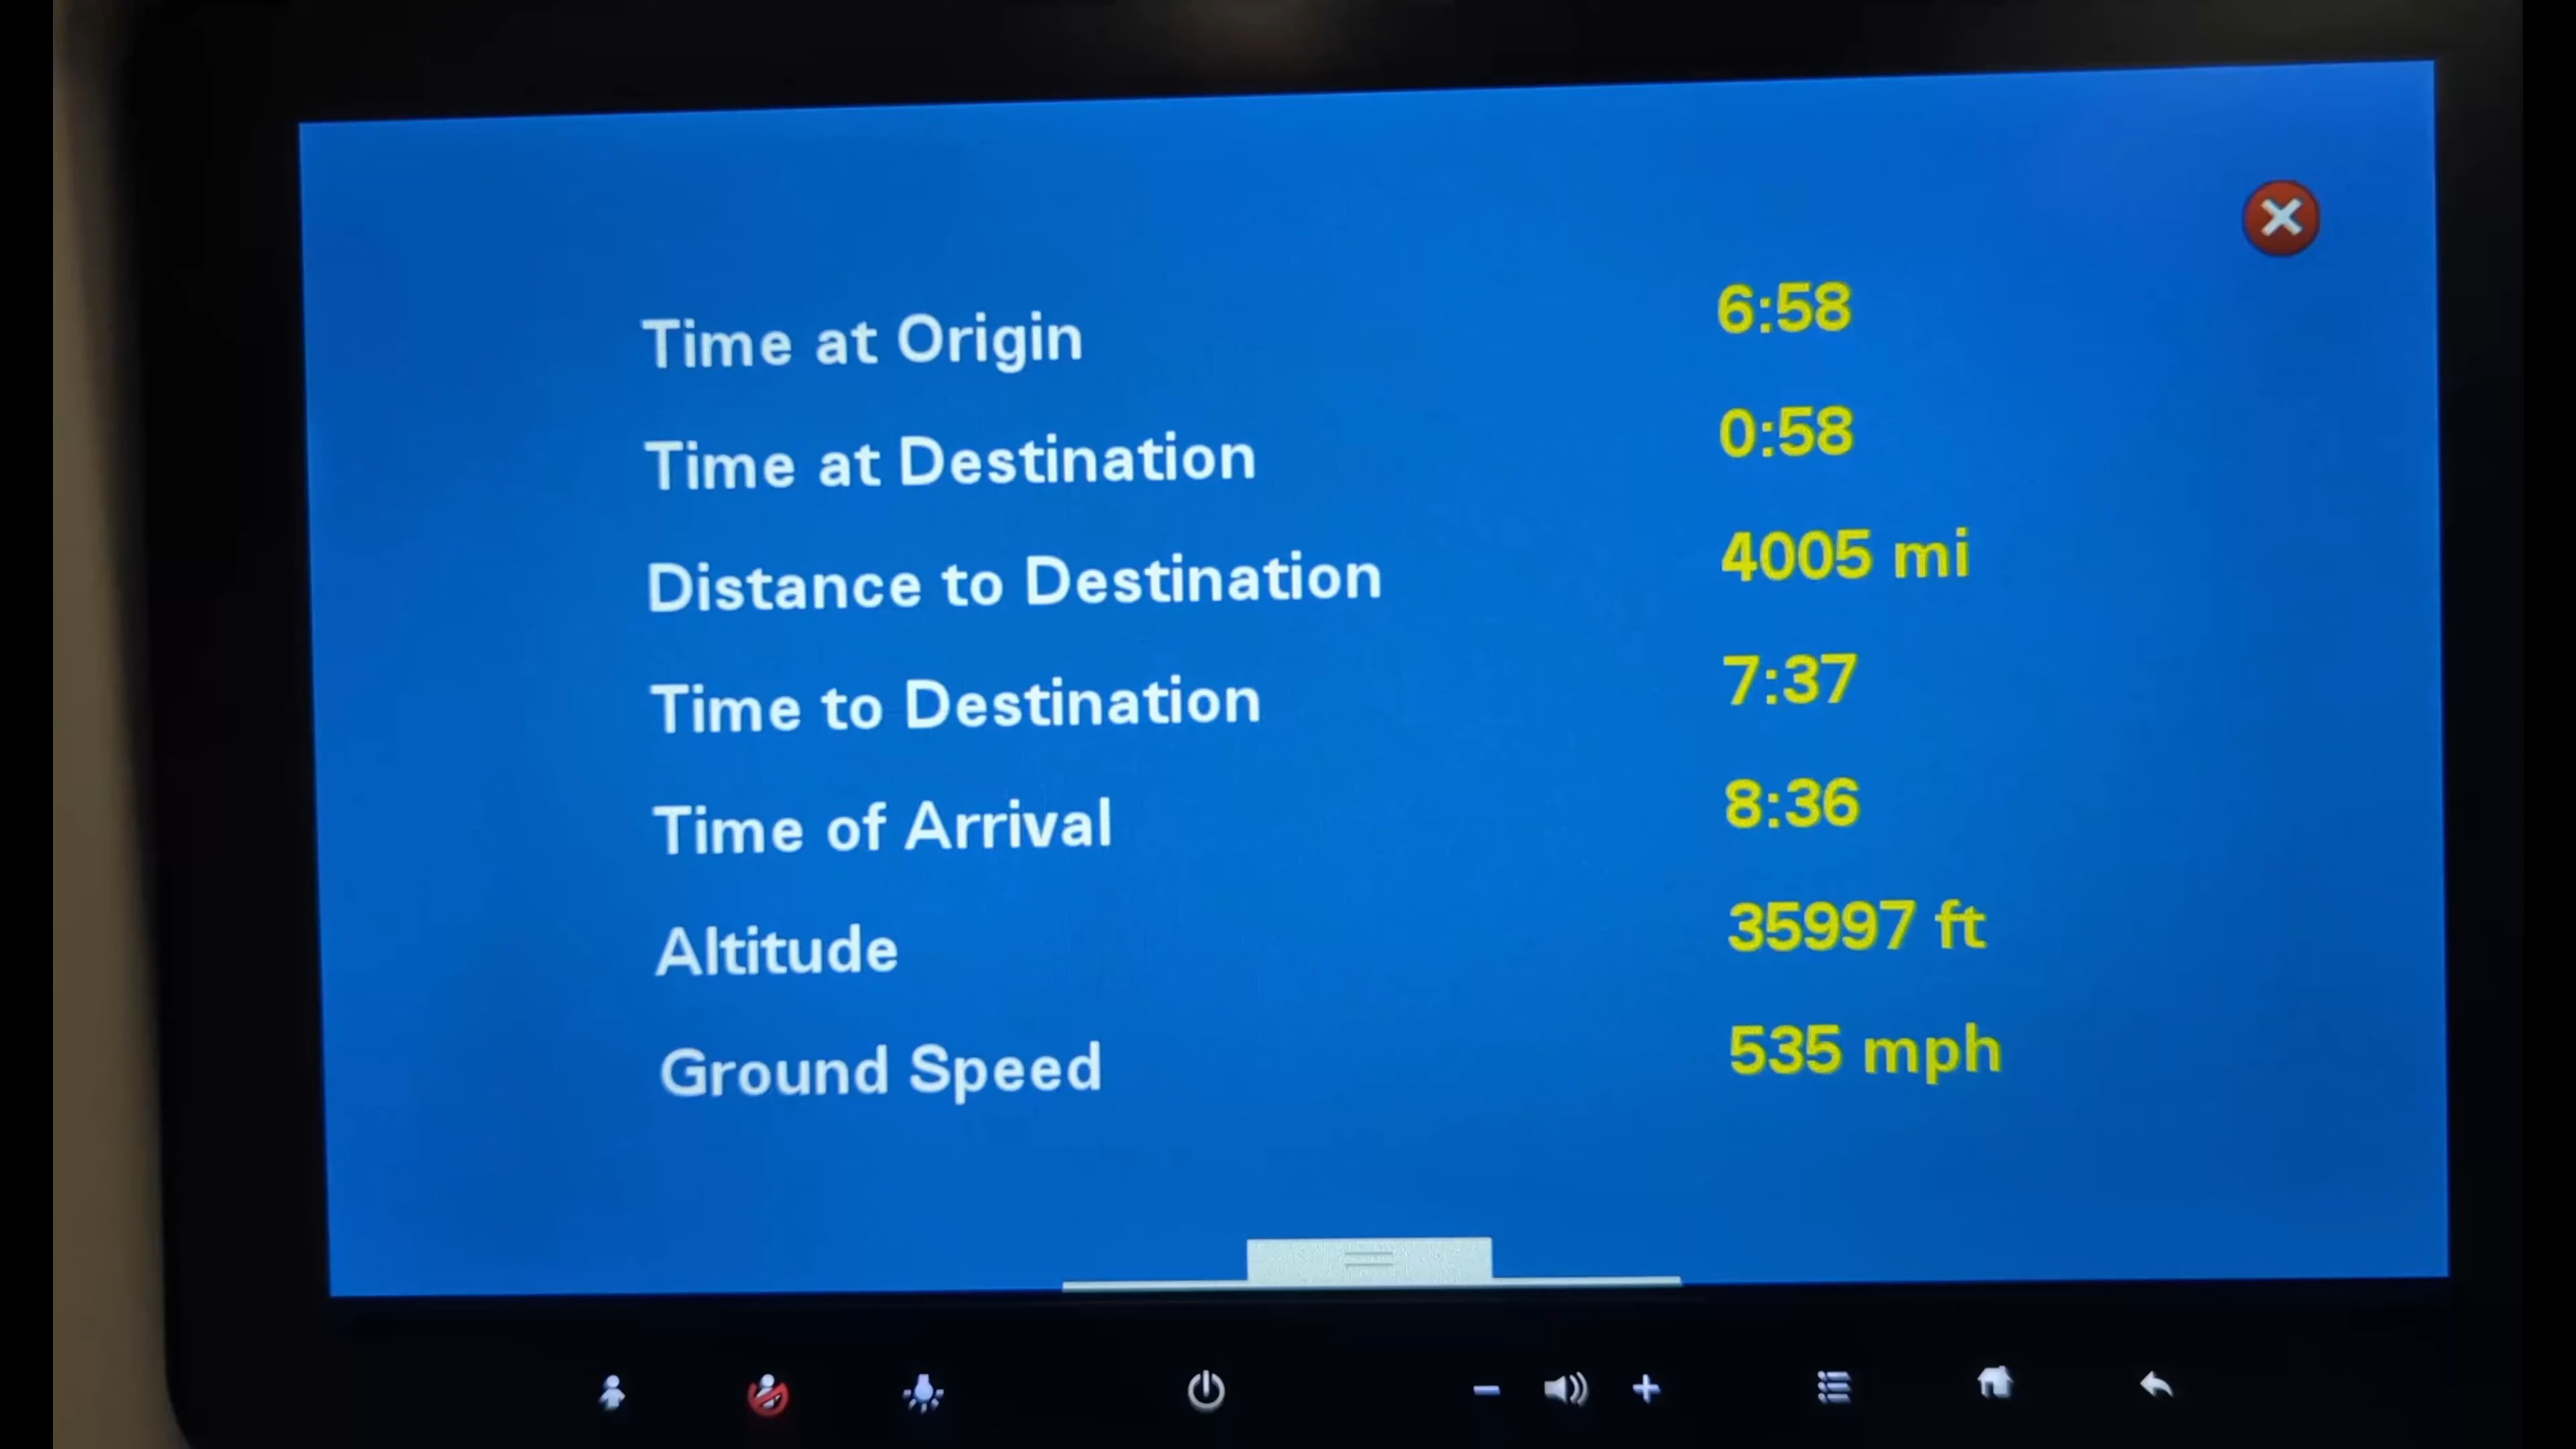 Time at Origin 6:58
Time at Destination 0:58
Distance to Destination 4005 mi
Time to Destination 7:37
Time of Arrival 8:36
Altitude 35997 ft
Ground Speed 535 mph